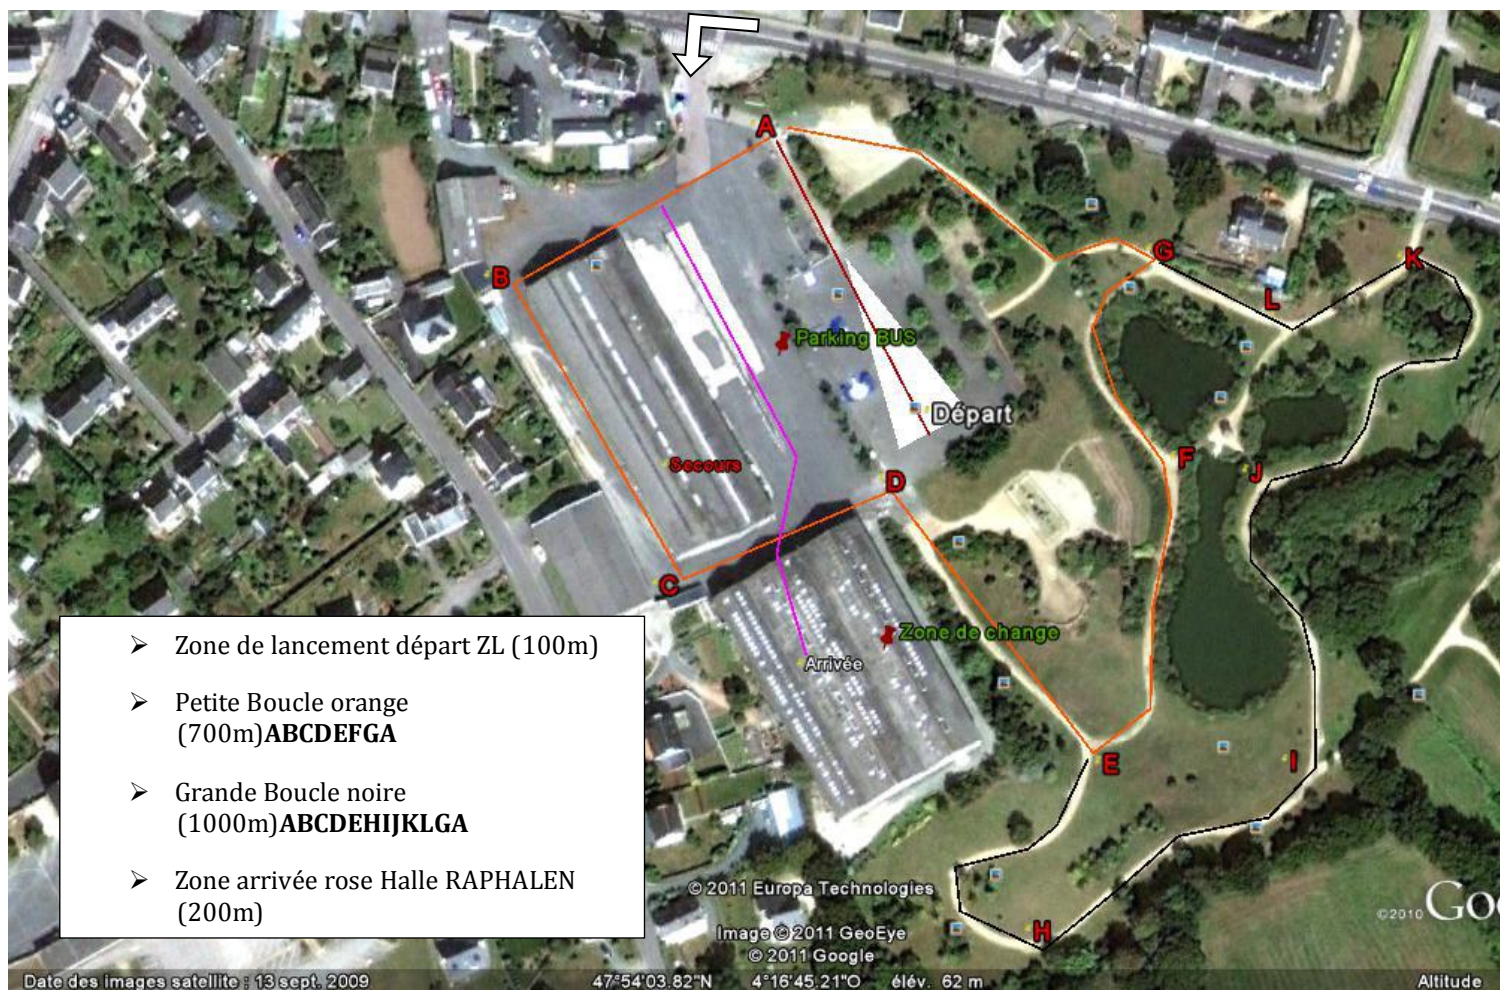 A
B
G
K
L
Parking BUS
Départ
Secours
F
J
D
C
Zone de change
Arrivée
E
I
H
➢ Zone de lancement départ ZL (100m)
➢ Petite Boucle orange
(700m)ABCDEFGA
➢ Grande Boucle noire
(1000m)ABCDEHIJKLGA
➢ Zone arrivée rose Halle RAPHALEN
(200m)
© 2011 Europa Technologies
Image © 2011 GeoEye
© 2011 Google
©2010 Goo
Date des images satellite : 13 sept. 2009 47°54'03.82"N 4°16'45.21"O élév. 62 m Altitude